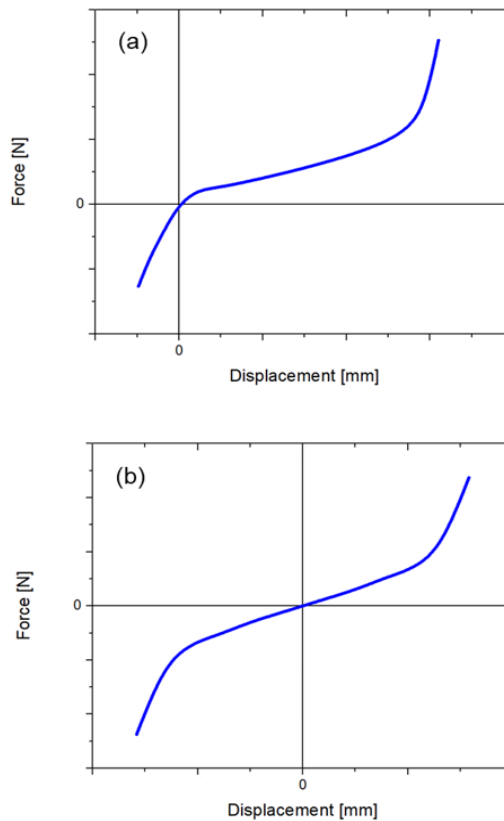 (a)
Force [N]
0
0
Displacement [mm]
(b)
Force [N]
0
0
Displacement [mm]